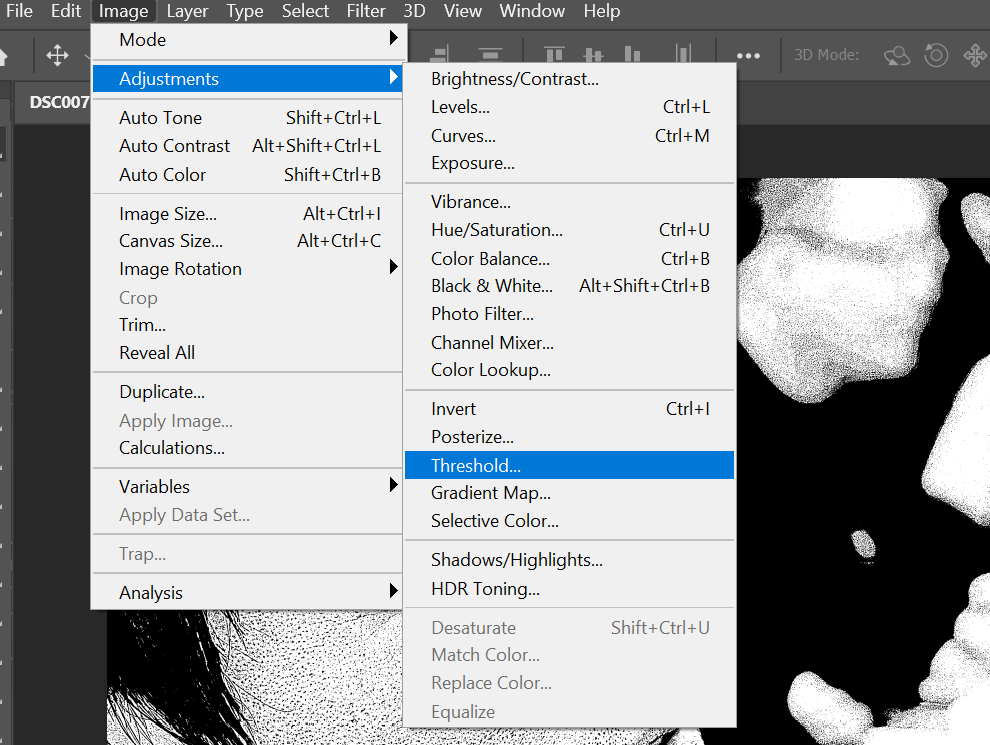 File Edit Image Layer Type Select Filter 3D View Window Help
3D Mode:
DSC007
Mode
Adjustments
Auto Tone Shift+Ctrl+L
Auto Contrast Alt+Shift+Ctrl+L
Auto Color Shift+Ctrl+B
Image Size... Alt+Ctrl+I
Canvas Size... Alt+Ctrl+C
Image Rotation
Crop
Trim...
Reveal All
Duplicate...
Apply Image...
Calculations...
Variables
Apply Data Set...
Trap...
Analysis
Brightness/Contrast...
Levels... Ctrl+L
Curves... Ctrl+M
Exposure...
Vibrance...
Hue/Saturation... Ctrl+U
Color Balance... Ctrl+B
Black & White... Alt+Shift+Ctrl+B
Photo Filter...
Channel Mixer...
Color Lookup...
Invert Ctrl+I
Posterize...
Threshold...
Gradient Map...
Selective Color...
Shadows/Highlights...
HDR Toning...
Desaturate Shift+Ctrl+U
Match Color...
Replace Color...
Equalize